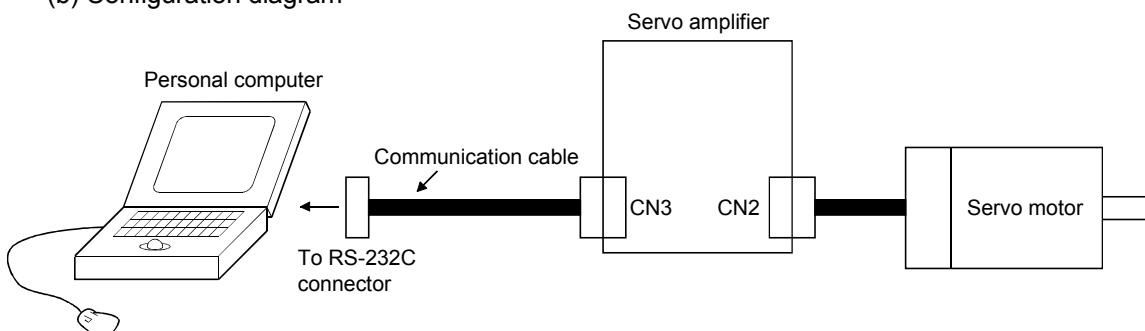 (b) Configuration diagram
Servo amplifier
Personal computer
Communication cable
CN3
CN2
Servo motor
To RS-232C
connector